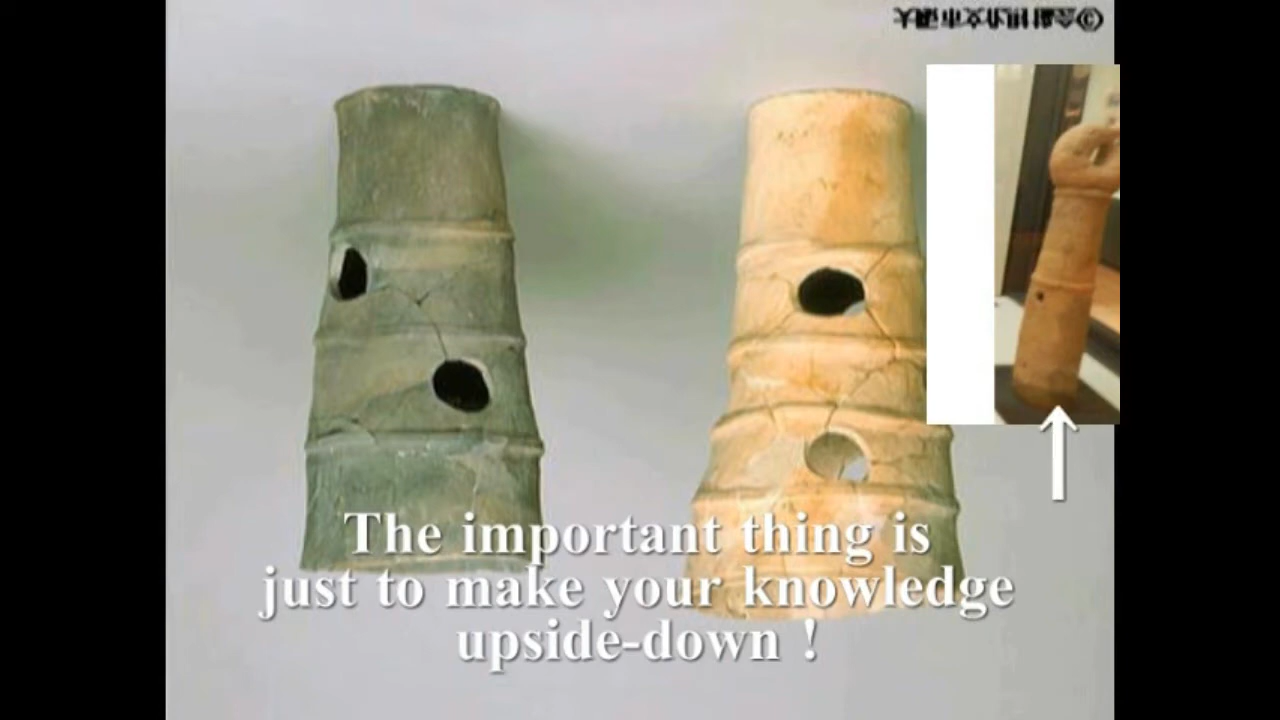 The important thing is
just to make your knowledge
upside-down !